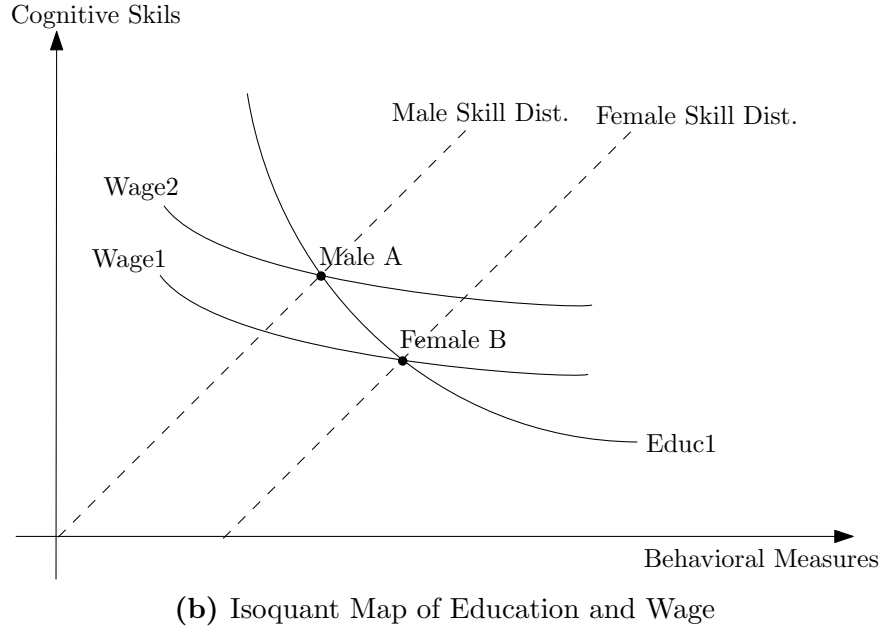 Cognitive Skils
Male Skill Dist.
Female Skill Dist.
Wage2
Male A
Wage1
Female B
Educ1
Behavioral Measures
(b) Isoquant Map of Education and Wage